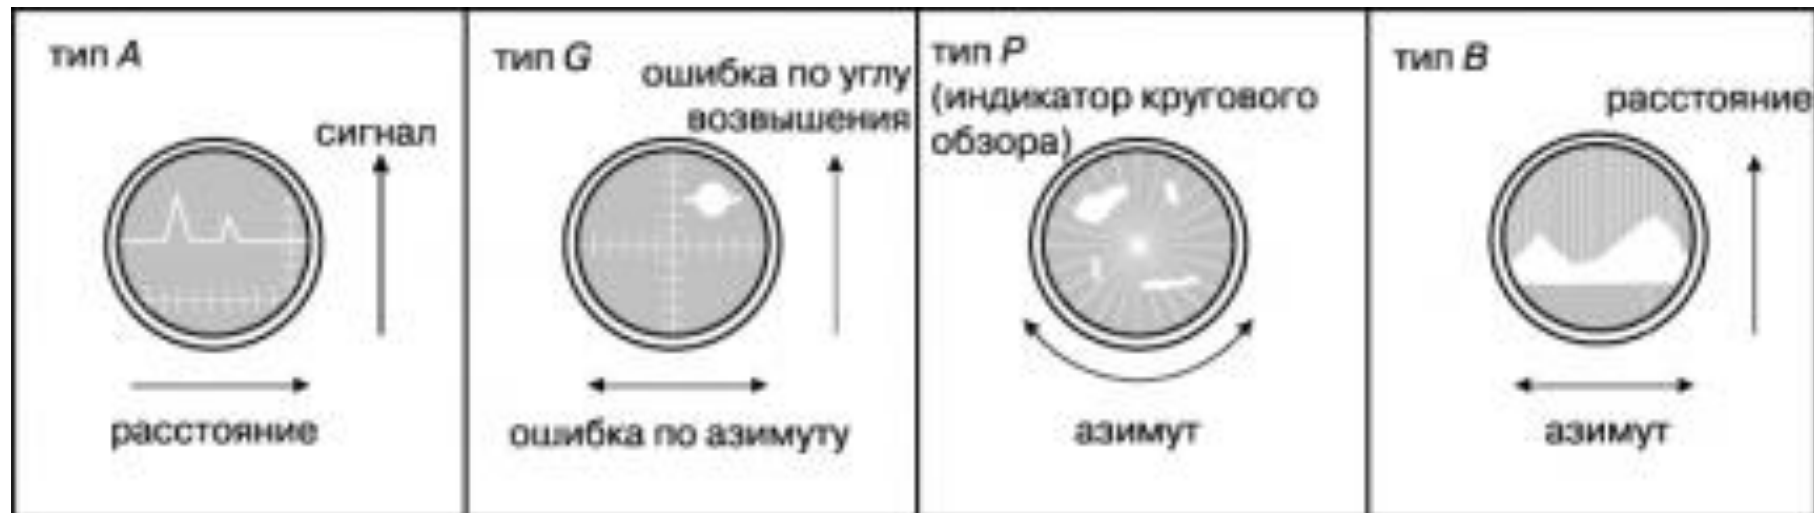 тип A
сигнал
расстояние
тип G
ошибка по углу
возвышения
ошибка по азимуту
тип P
(индикатор кругового
обзора)
азимут
тип B
расстояние
азимут